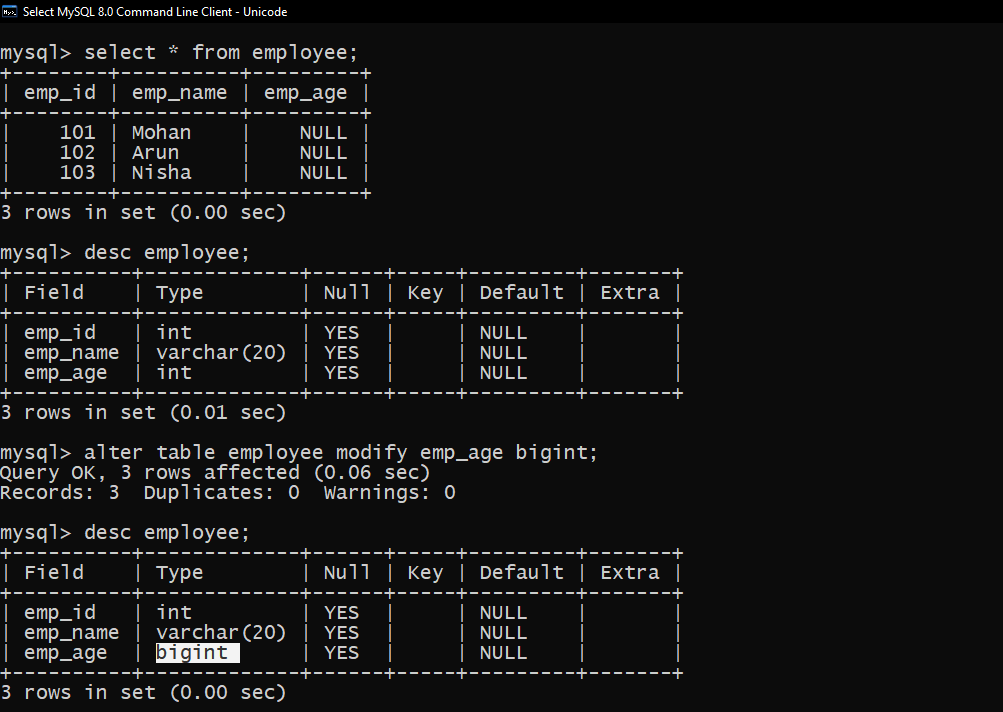 Select MySQL 8.0 Command Line Client - Unicode
mysql> select * from employee;
+--------+----------+---------+
| emp_id | emp_name | emp_age |
+--------+----------+---------+
|    101 | Mohan    |    NULL |
|    102 | Arun     |    NULL |
|    103 | Nisha    |    NULL |
+--------+----------+---------+
3 rows in set (0.00 sec)
mysql> desc employee;
+----------+-------------+------+-----+---------+-------+
| Field    | Type        | Null | Key | Default | Extra |
+----------+-------------+------+-----+---------+-------+
| emp_id   | int         | YES  |     | NULL    |       |
| emp_name | varchar(20) | YES  |     | NULL    |       |
| emp_age  | int         | YES  |     | NULL    |       |
+----------+-------------+------+-----+---------+-------+
3 rows in set (0.01 sec)
mysql> alter table employee modify emp_age bigint;
Query OK, 3 rows affected (0.06 sec)
Records: 3  Duplicates: 0  Warnings: 0
mysql> desc employee;
+----------+-------------+------+-----+---------+-------+
| Field    | Type        | Null | Key | Default | Extra |
+----------+-------------+------+-----+---------+-------+
| emp_id   | int         | YES  |     | NULL    |       |
| emp_name | varchar(20) | YES  |     | NULL    |       |
| emp_age  | bigint      | YES  |     | NULL    |       |
+----------+-------------+------+-----+---------+-------+
3 rows in set (0.00 sec)